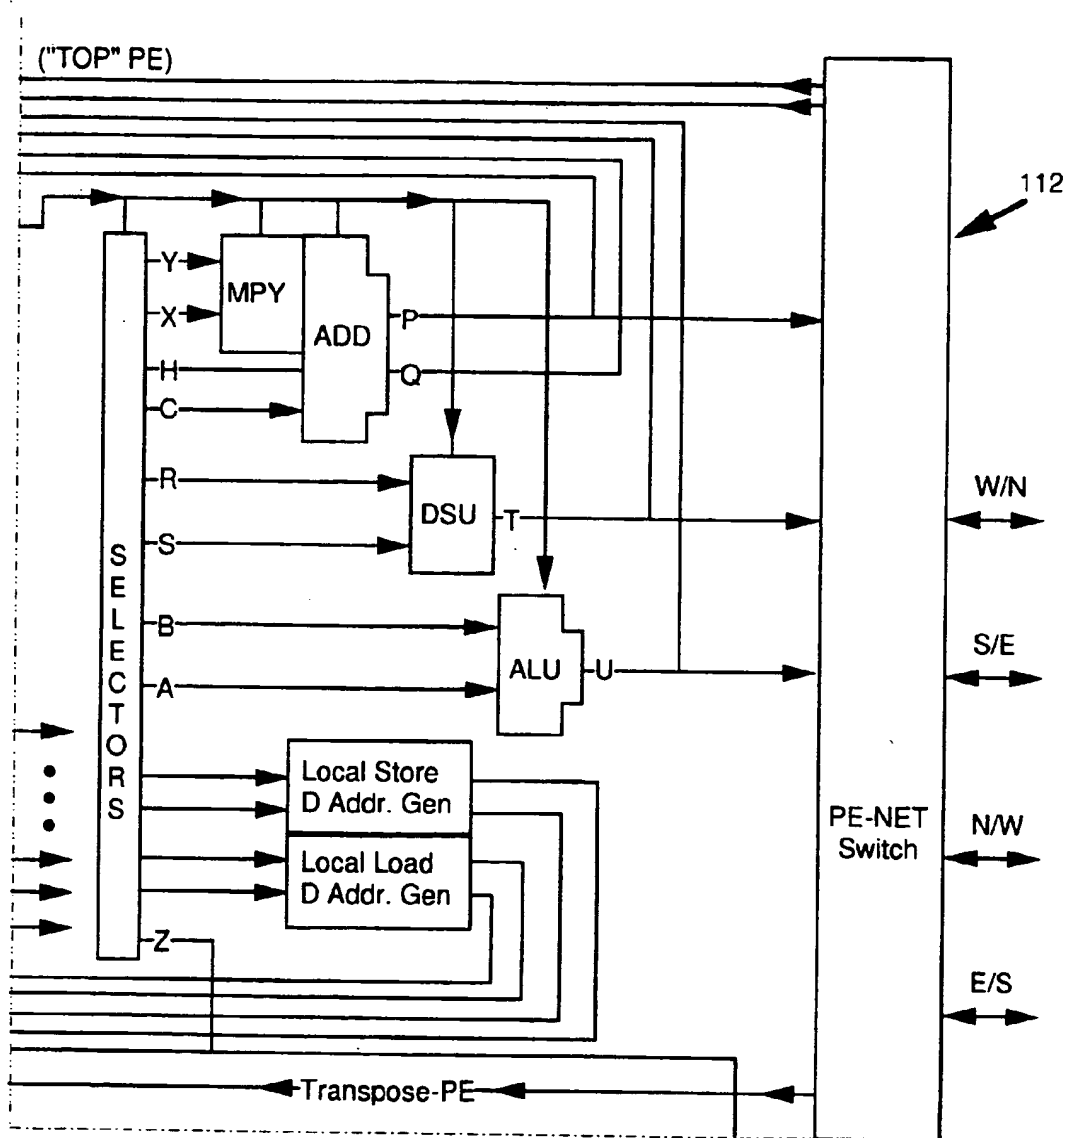 ("TOP" PE)
112
Y
MPY
X
ADD
P
H
Q
C
R
DSU
T
W/N
S
SELECTORS
B
ALU
U
S/E
A
Local Store
D Addr. Gen
PE-NET
Switch
N/W
Local Load
D Addr. Gen
Z
E/S
Transpose-PE